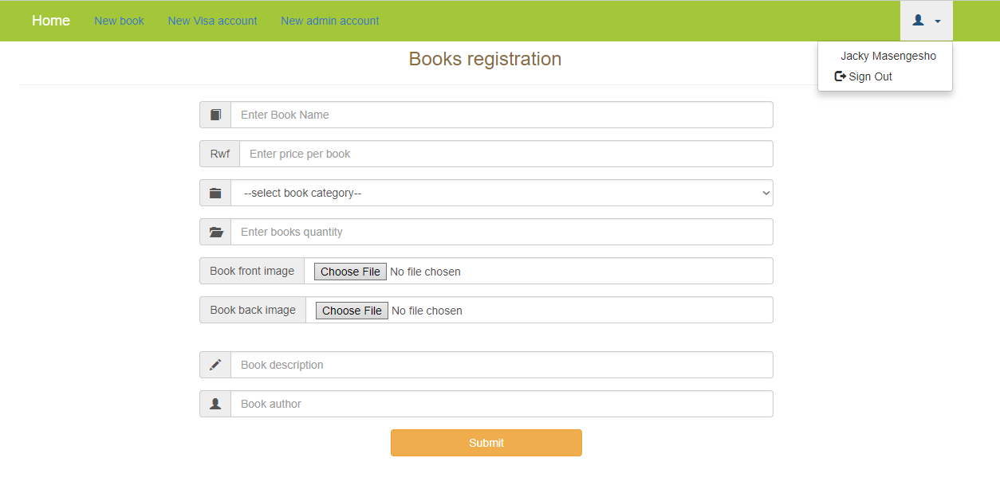 Home New book New Visa account New admin account
Jacky Masengesho
Sign Out
Books registration
Enter Book Name
Rwf Enter price per book
--select book category--
Enter books quantity
Book front image Choose File No file chosen
Book back image Choose File No file chosen
Book description
Book author
Submit